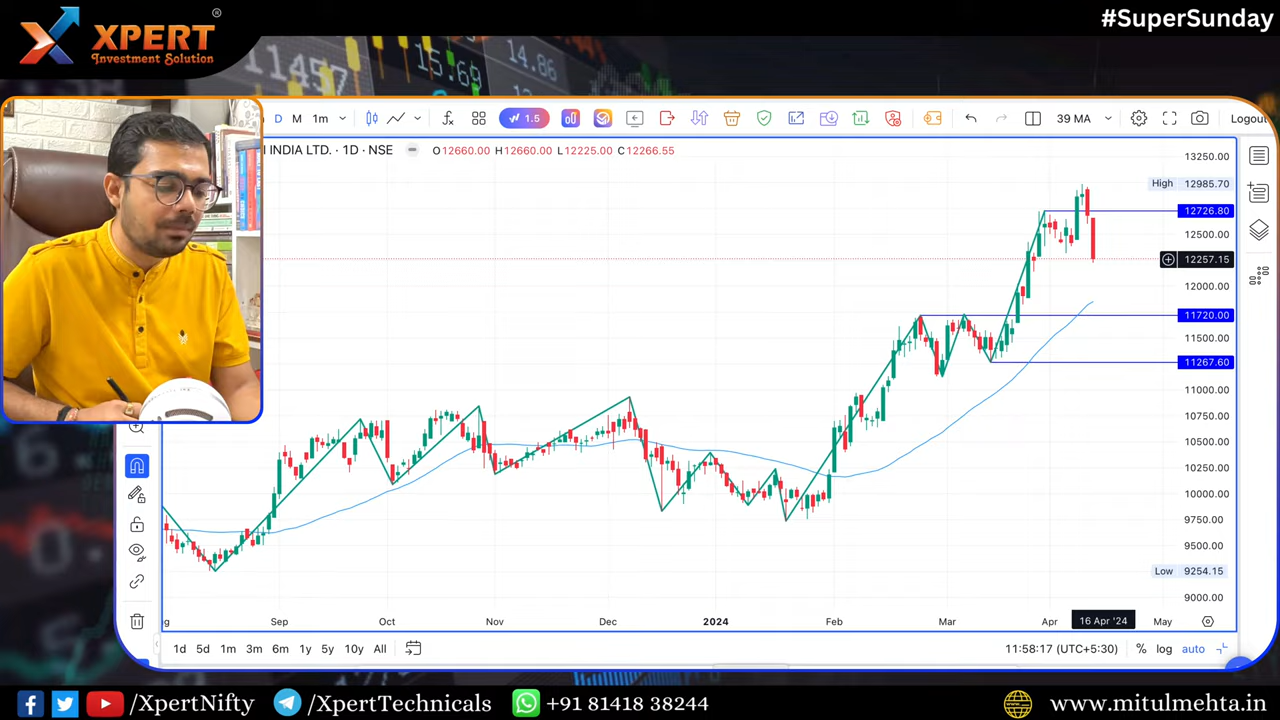 XPERT
Investment Solution
®
#SuperSunday
11457
15.69
14.86
D M 1m
1.5
39 MA
Logout
I INDIA LTD. · 1D · NSE
O12660.00 H12660.00 L12225.00 C12266.55
13250.00
High 12985.70
12726.80
12500.00
12257.15
12000.00
11720.00
11500.00
11267.60
11000.00
10750.00
10500.00
10250.00
10000.00
9750.00
9500.00
Low 9254.15
9000.00
g Sep Oct Nov Dec 2024 Feb Mar Apr 16 Apr '24 May
1d 5d 1m 3m 6m 1y 5y 10y All
11:58:17 (UTC+5:30) % log auto
/XpertNifty
/XpertTechnicals
+91 81418 38244
www.mitulmehta.in